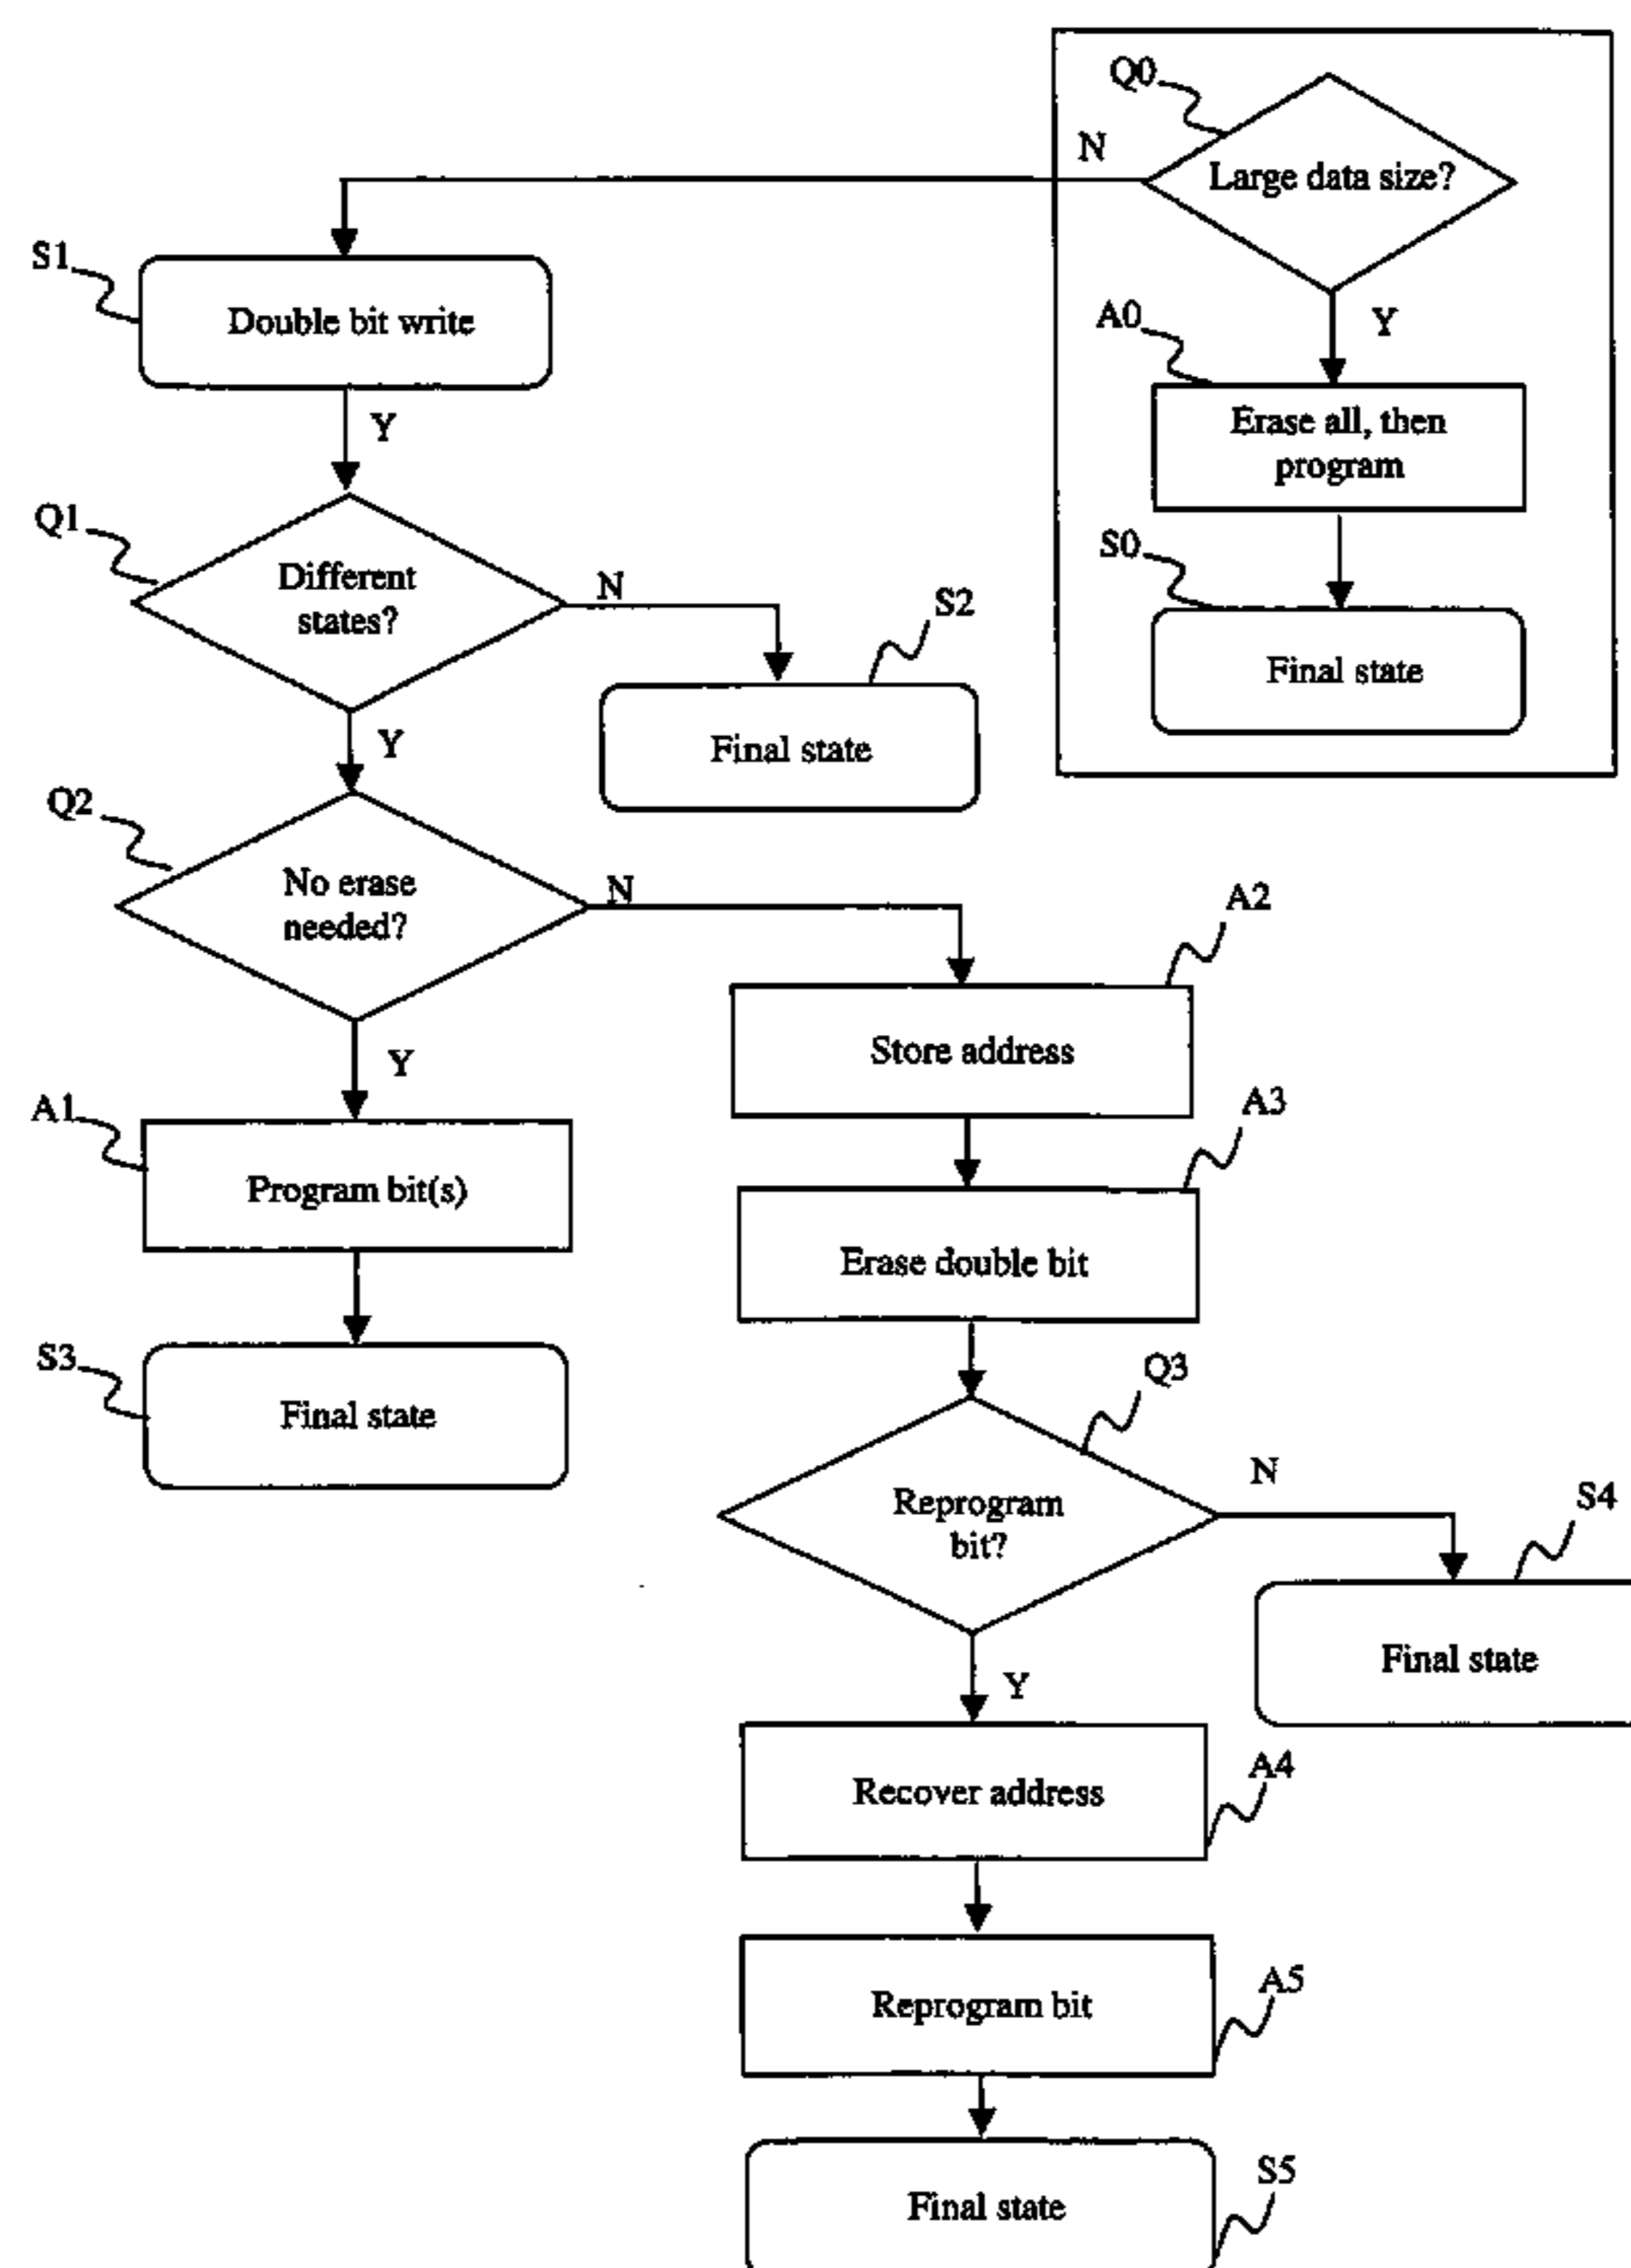 Q0
N
Large data size?
S1
Double bit write
A0
Y
Erase all, then
program
Y
Q1
Different
states?
N
S2
S0
Final state
Final state
Y
Q2
No erase
needed?
N
A2
Store address
Y
A1
Program bit(s)
A3
Erase double bit
S3
Final state
Q3
Reprogram
bit?
N
S4
Final state
Y
Recover address
A4
Reprogram bit
A5
Final state
S5